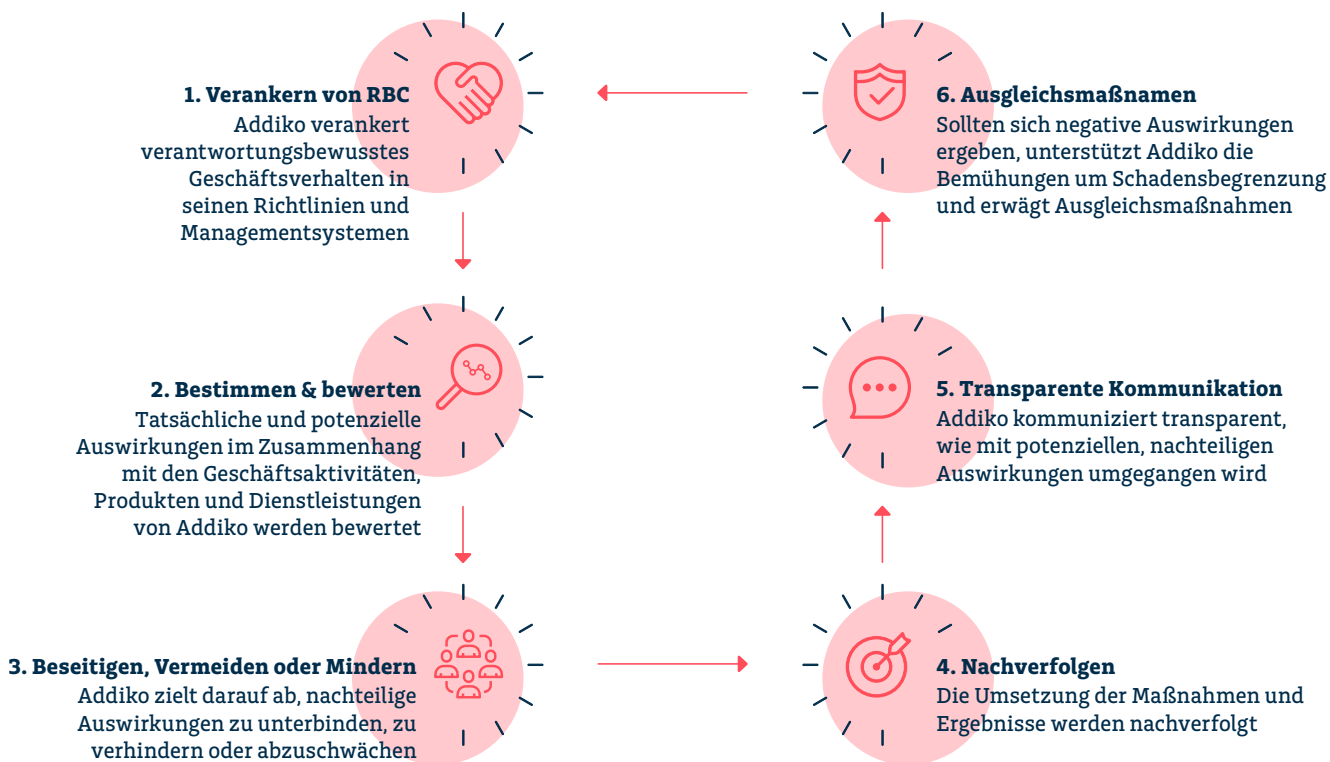 1. Verankern von RBC
Addiko verankert
verantwortungsbewusstes
Geschäftsverhalten in
seinen Richtlinien und
Managementsystemen
2. Bestimmen & bewerten
Tatsächliche und potenzielle
Auswirkungen im Zusammenhang
mit den Geschäftsaktivitäten,
Produkten und Dienstleistungen
von Addiko werden bewertet
3. Beseitigen, Vermeiden oder Mindern
Addiko zielt darauf ab, nachteilige
Auswirkungen zu unterbinden, zu
verhindern oder abzuschwächen
4. Nachverfolgen
Die Umsetzung der Maßnahmen und
Ergebnisse werden nachverfolgt
5. Transparente Kommunikation
Addiko kommuniziert transparent,
wie mit potenziellen, nachteiligen
Auswirkungen umgegangen wird
6. Ausgleichsmaßnamen
Sollten sich negative Auswirkungen
ergeben, unterstützt Addiko die
Bemühungen um Schadensbegrenzung
und erwägt Ausgleichsmaßnahmen